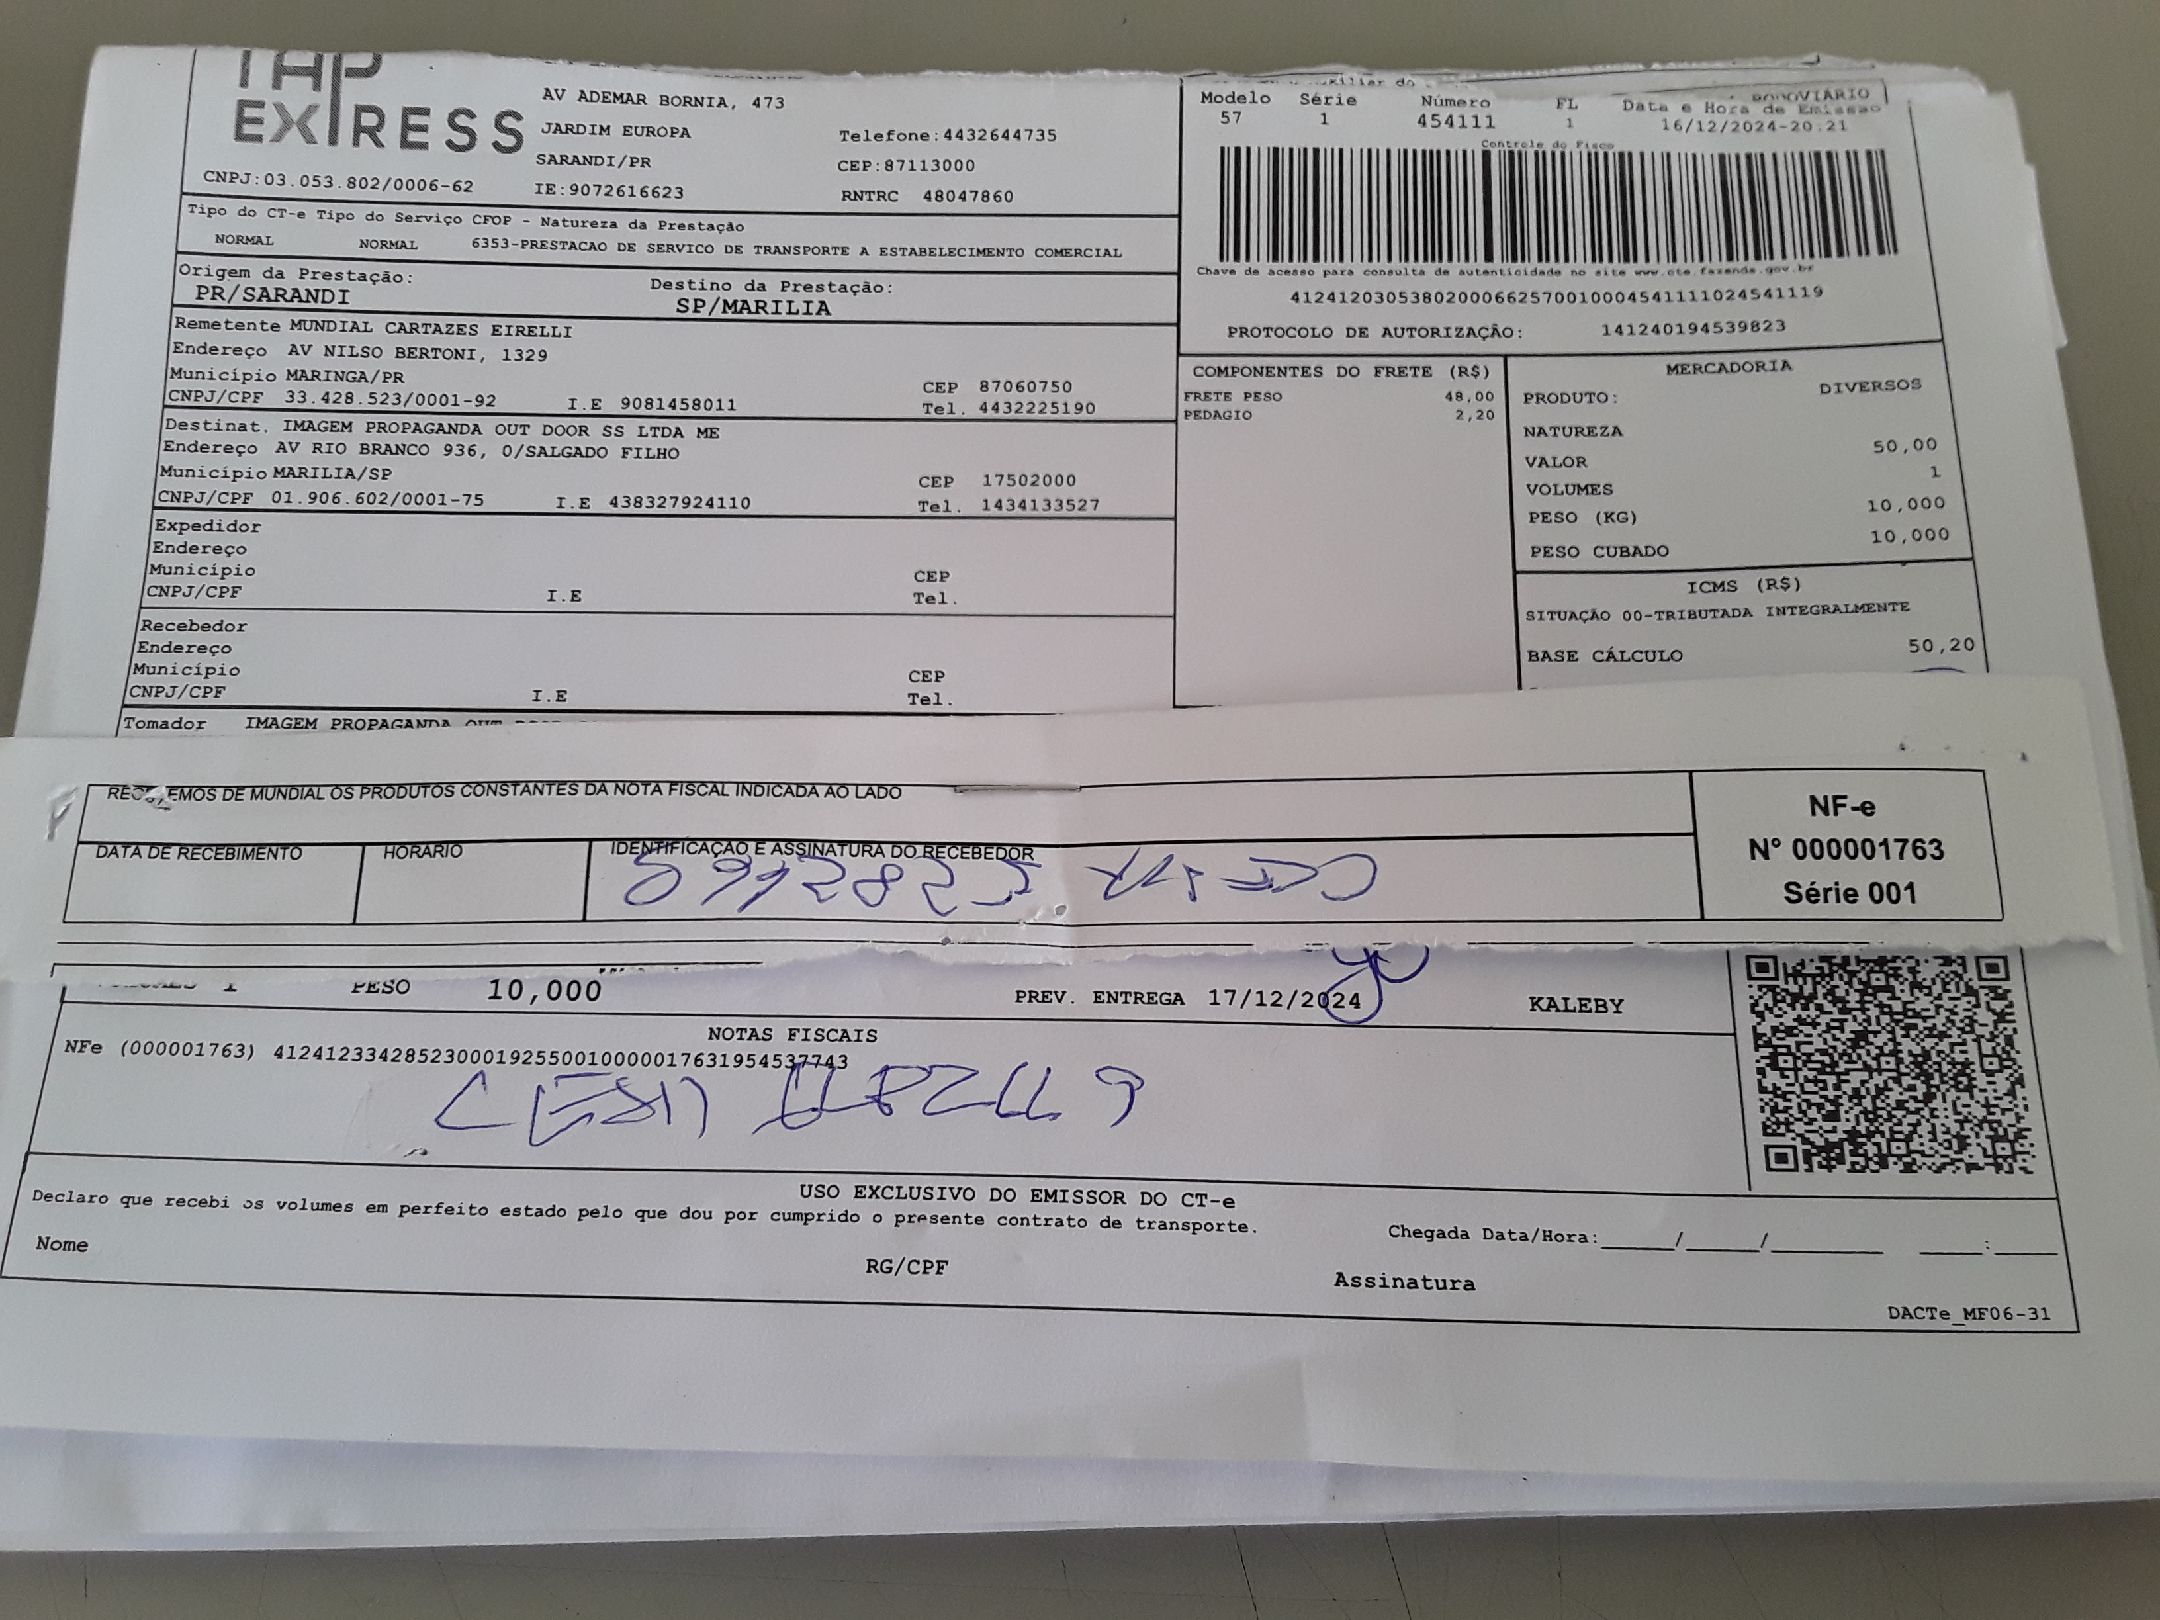 TAP
EXPRESS
AV ADEMAR BORNIA, 473
JARDIM EUROPA
Telefone:4432644735
SARANDI/PR
CEP:87113000
CNPJ:03.053.802/0006-62
IE:9072616623
RNTRC 48047860
RODOVIÁRIO
Modelo Série Número FL Data e Hora de Emissão
57 1 454111 1 16/12/2024-20:21
Controle do Fisco
Chave de acesso para consulta de autenticidade no site www.cte.fazenda.gov.br
41241203053802000662570010004541111024541119
PROTOCOLO DE AUTORIZAÇÃO: 141240194539823
Tipo do CT-e Tipo do Serviço CFOP - Natureza da Prestação
NORMAL NORMAL 6353-PRESTACAO DE SERVICO DE TRANSPORTE A ESTABELECIMENTO COMERCIAL
Origem da Prestação: Destino da Prestação:
PR/SARANDI SP/MARILIA
Remetente MUNDIAL CARTAZES EIRELLI
Endereço AV NILSO BERTONI, 1329
Município MARINGA/PR CEP 87060750
CNPJ/CPF 33.428.523/0001-92 I.E 9081458011 Tel. 4432225190
Destinat. IMAGEM PROPAGANDA OUT DOOR SS LTDA ME
Endereço AV RIO BRANCO 936, 0/SALGADO FILHO
Município MARILIA/SP CEP 17502000
CNPJ/CPF 01.906.602/0001-75 I.E 438327924110 Tel. 1434133527
Expedidor
Endereço
Município CEP
CNPJ/CPF I.E Tel.
Recebedor
Endereço
Município CEP
CNPJ/CPF I.E Tel.
Tomador IMAGEM PROPAGANDA OUT
COMPONENTES DO FRETE (R$)
FRETE PESO 48,00
PEDAGIO 2,20
MERCADORIA
PRODUTO: DIVERSOS
NATUREZA
VALOR 50,00
VOLUMES 1
PESO (KG) 10,000
PESO CUBADO 10,000
ICMS (R$)
SITUAÇÃO 00-TRIBUTADA INTEGRALMENTE
BASE CÁLCULO 50,20
RECEBEMOS DE MUNDIAL OS PRODUTOS CONSTANTES DA NOTA FISCAL INDICADA AO LADO
DATA DE RECEBIMENTO HORÁRIO IDENTIFICAÇÃO E ASSINATURA DO RECEBEDOR
NF-e
N° 000001763
Série 001
PESO 10,000 PREV. ENTREGA 17/12/2024 KALEBY
NOTAS FISCAIS
NFe (000001763) 41241233428523000192550010000017631954537743
USO EXCLUSIVO DO EMISSOR DO CT-e
Declaro que recebi os volumes em perfeito estado pelo que dou por cumprido o presente contrato de transporte.
Chegada Data/Hora:_____/_____/________ ____:____
Nome RG/CPF Assinatura
DACTe_MF06-31